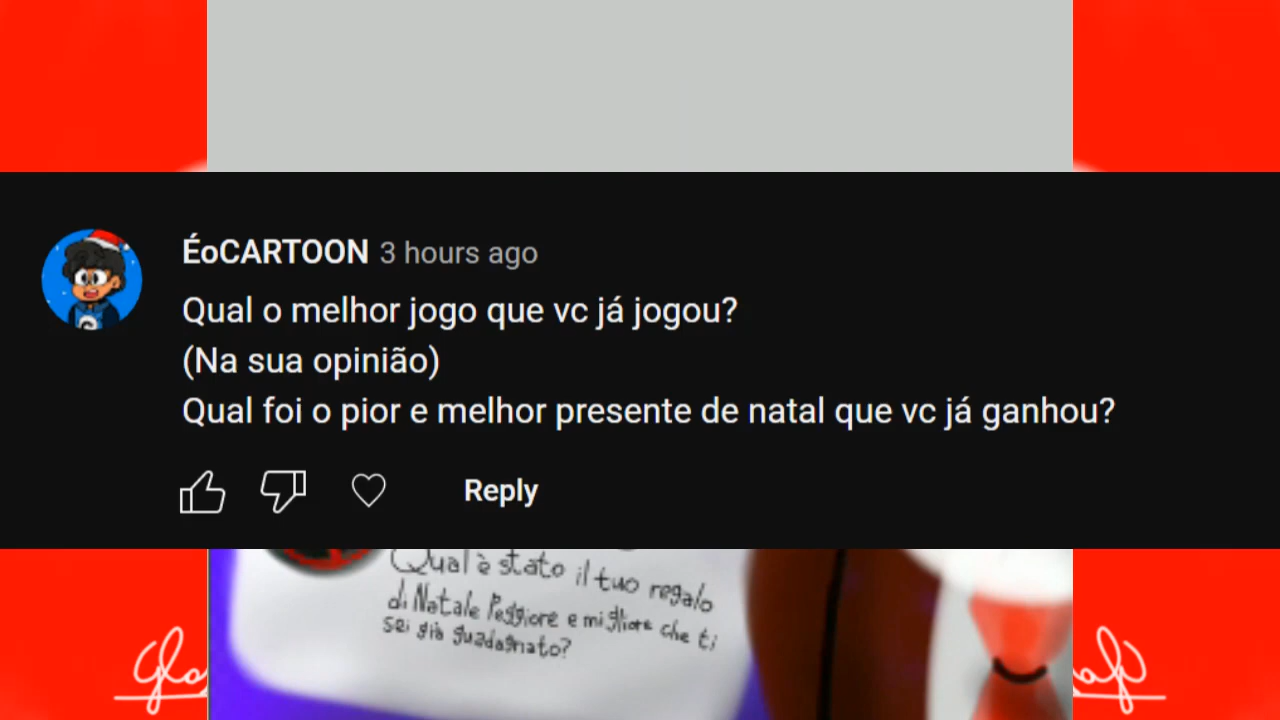 ÉoCARTOON 3 hours ago
Qual o melhor jogo que vc já jogou?
(Na sua opinião)
Qual foi o pior e melhor presente de natal que vc já ganhou?
Reply
Qual è stato il tuo regalo
di Natale Peggiore e migliore che ti
sei già guadagnato?